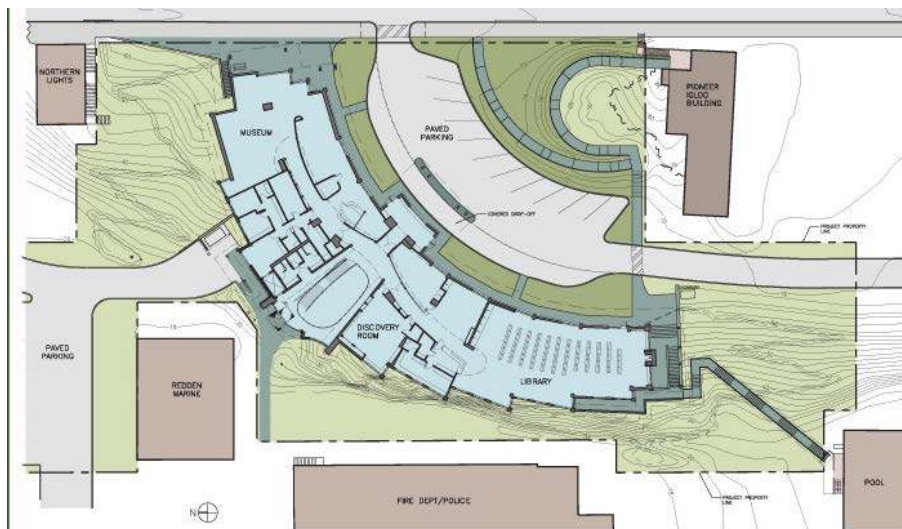 NORTHERN
LIGHTS
MUSEUM
PAVED
PARKING
PIONEER
IGLOO
BUILDING
COVERED DROP-OFF
PROJECT PROPERTY
LINE
DISCOVERY
ROOM
LIBRARY
PAVED
PARKING
REDDEN
MARINE
FIRE DEPT/POLICE
PROJECT PROPERTY
LINE
POOL
N